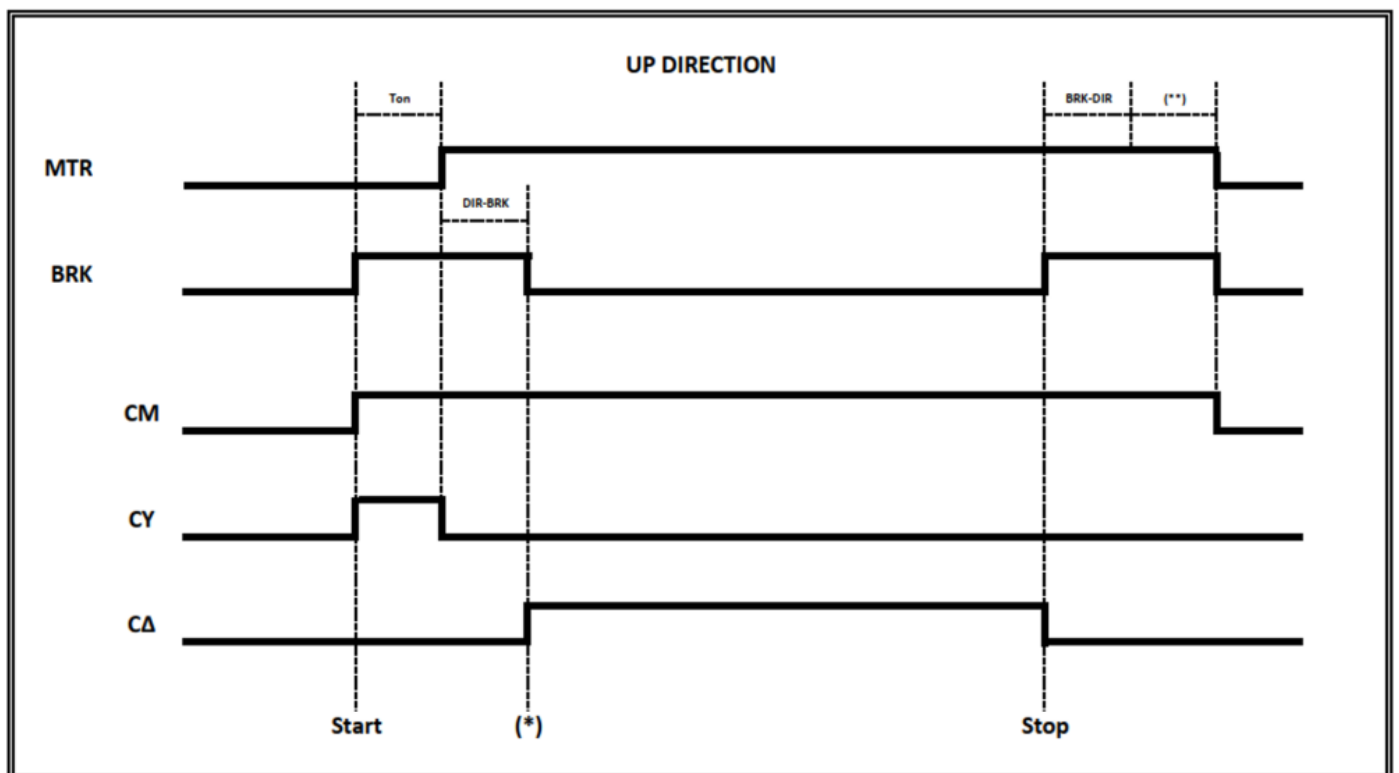 UP DIRECTION
Ton
BRK-DIR
(**)
MTR
DIR-BRK
BRK
CM
CY
CΔ
Start
(*)
Stop